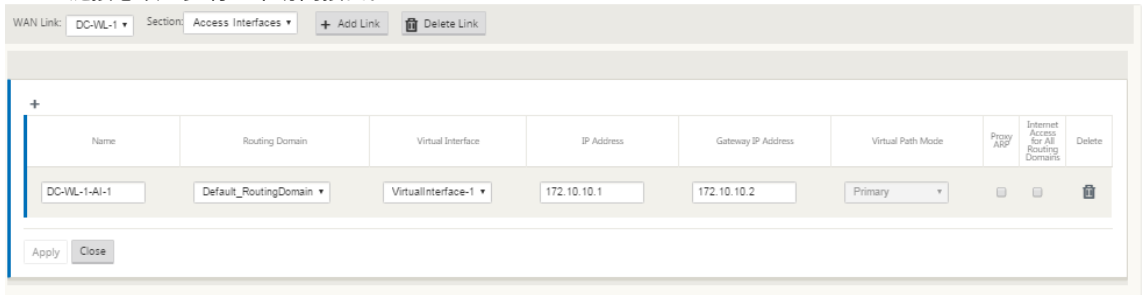 WAN Link: DC-WL-1 Section: Access Interfaces + Add Link Delete Link
+
Name Routing Domain Virtual Interface IP Address Gateway IP Address Virtual Path Mode Proxy ARP Internet Access for All Routing Domains Delete
DC-WL-1-AI-1 Default_RoutingDomain VirtualInterface-1 172.10.10.1 172.10.10.2 Primary
Apply Close